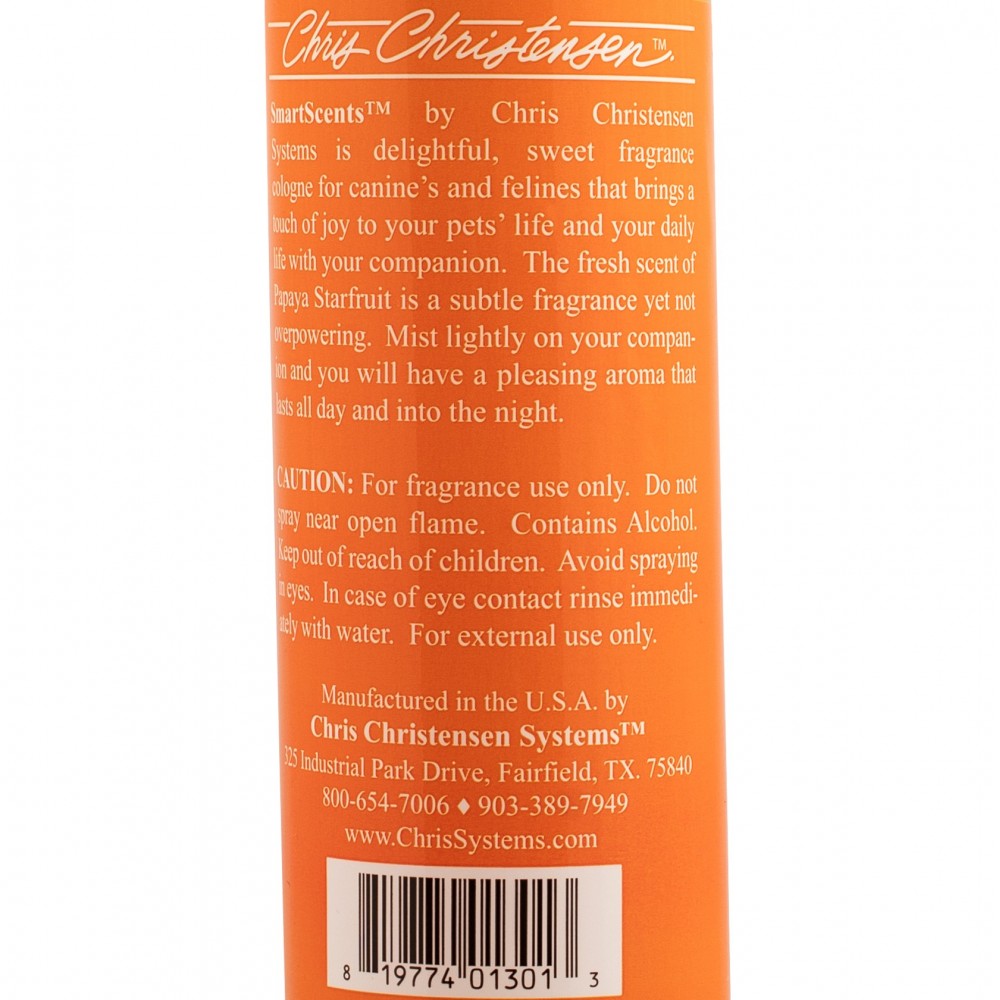 Chris Christensen™.
SmartScents™ by Chris Christensen
Systems is delightful, sweet fragrance
cologne for canine's and felines that brings a
touch of joy to your pets' life and your daily
life with your companion. The fresh scent of
Papaya Starfruit is a subtle fragrance yet not
overpowering. Mist lightly on your compan-
ion and you will have a pleasing aroma that
lasts all day and into the night.
CAUTION: For fragrance use only. Do not
spray near open flame. Contains Alcohol.
Keep out of reach of children. Avoid spraying
in eyes. In case of eye contact rinse immedi-
ately with water. For external use only.
Manufactured in the U.S.A. by
Chris Christensen Systems™
325 Industrial Park Drive, Fairfield, TX. 75840
800-654-7006 ♦ 903-389-7949
www.ChrisSystems.com
8 19774 01301 3